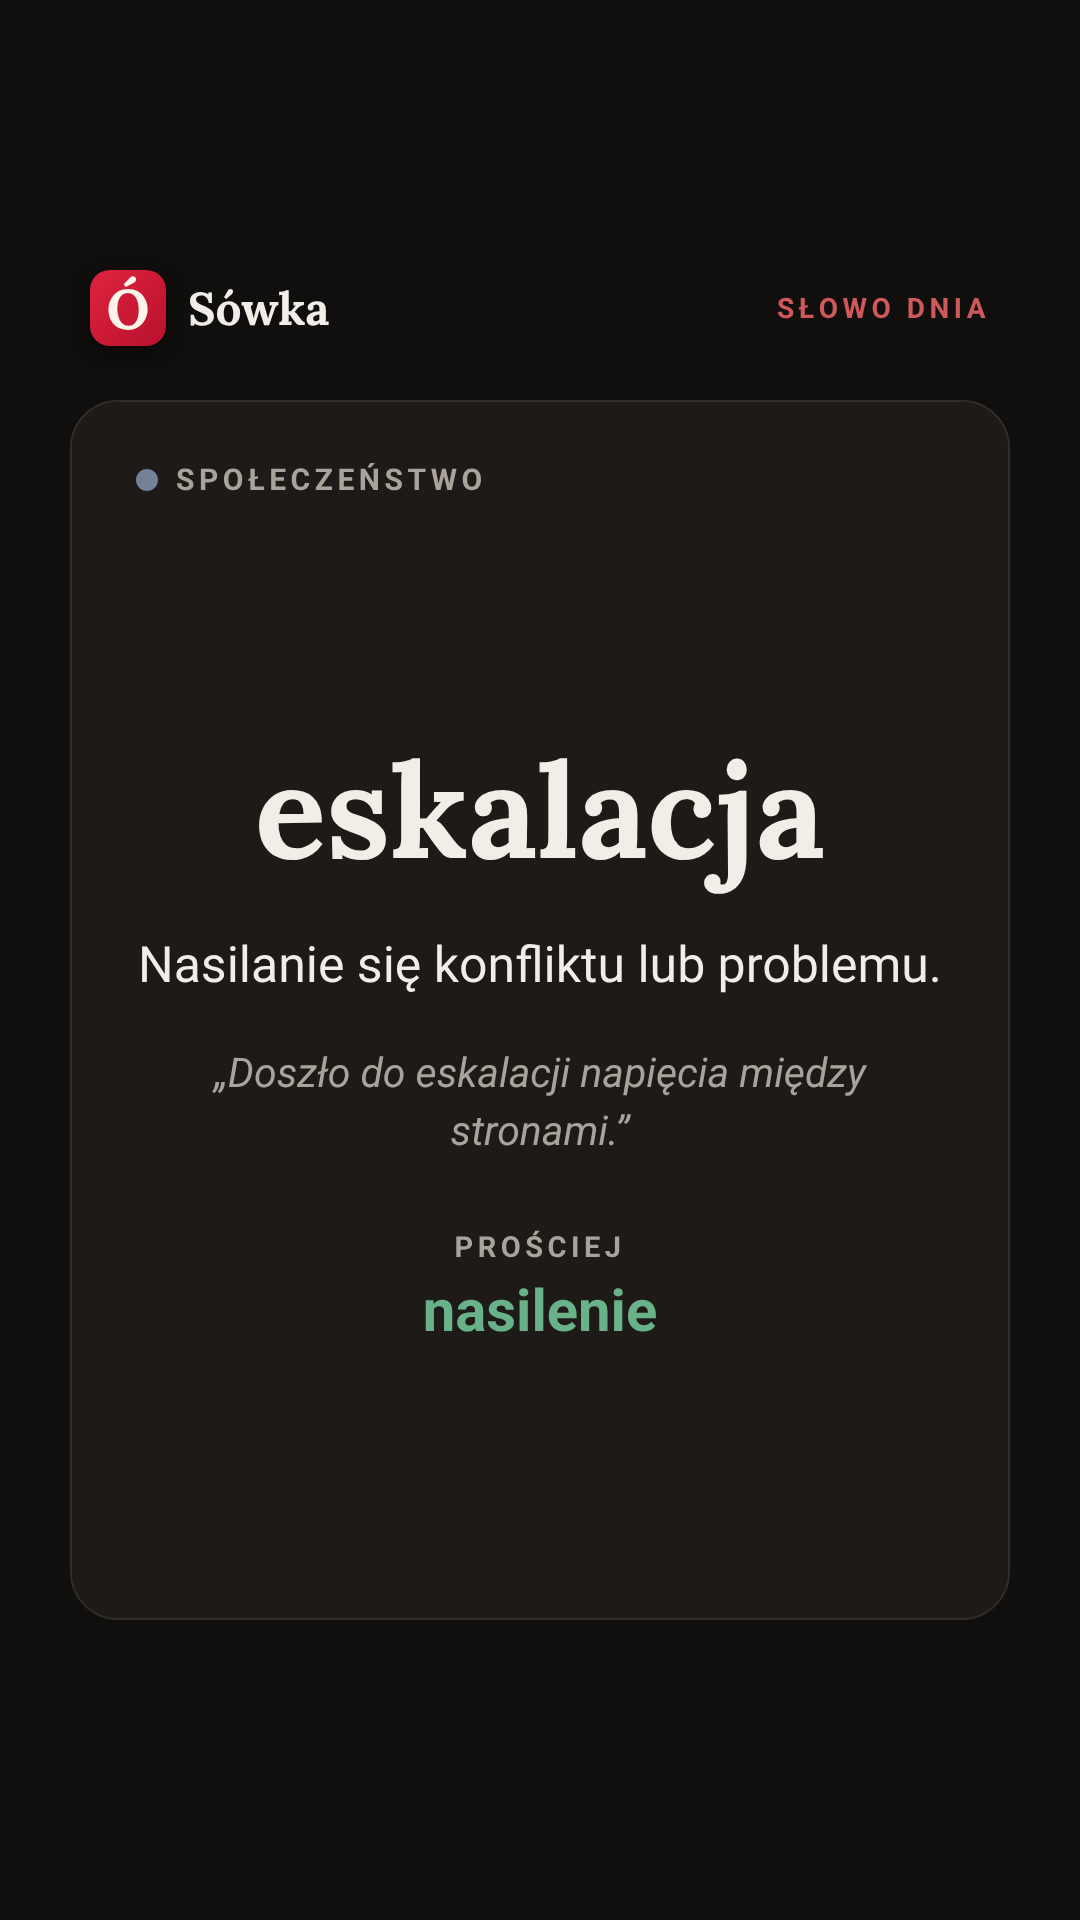 Ó Sówka
SŁOWO DNIA
SPOŁECZEŃSTWO
eskalacja
Nasilanie się konfliktu lub problemu.
„Doszło do eskalacji napięcia między
stronami.”
PROŚCIEJ
nasilenie